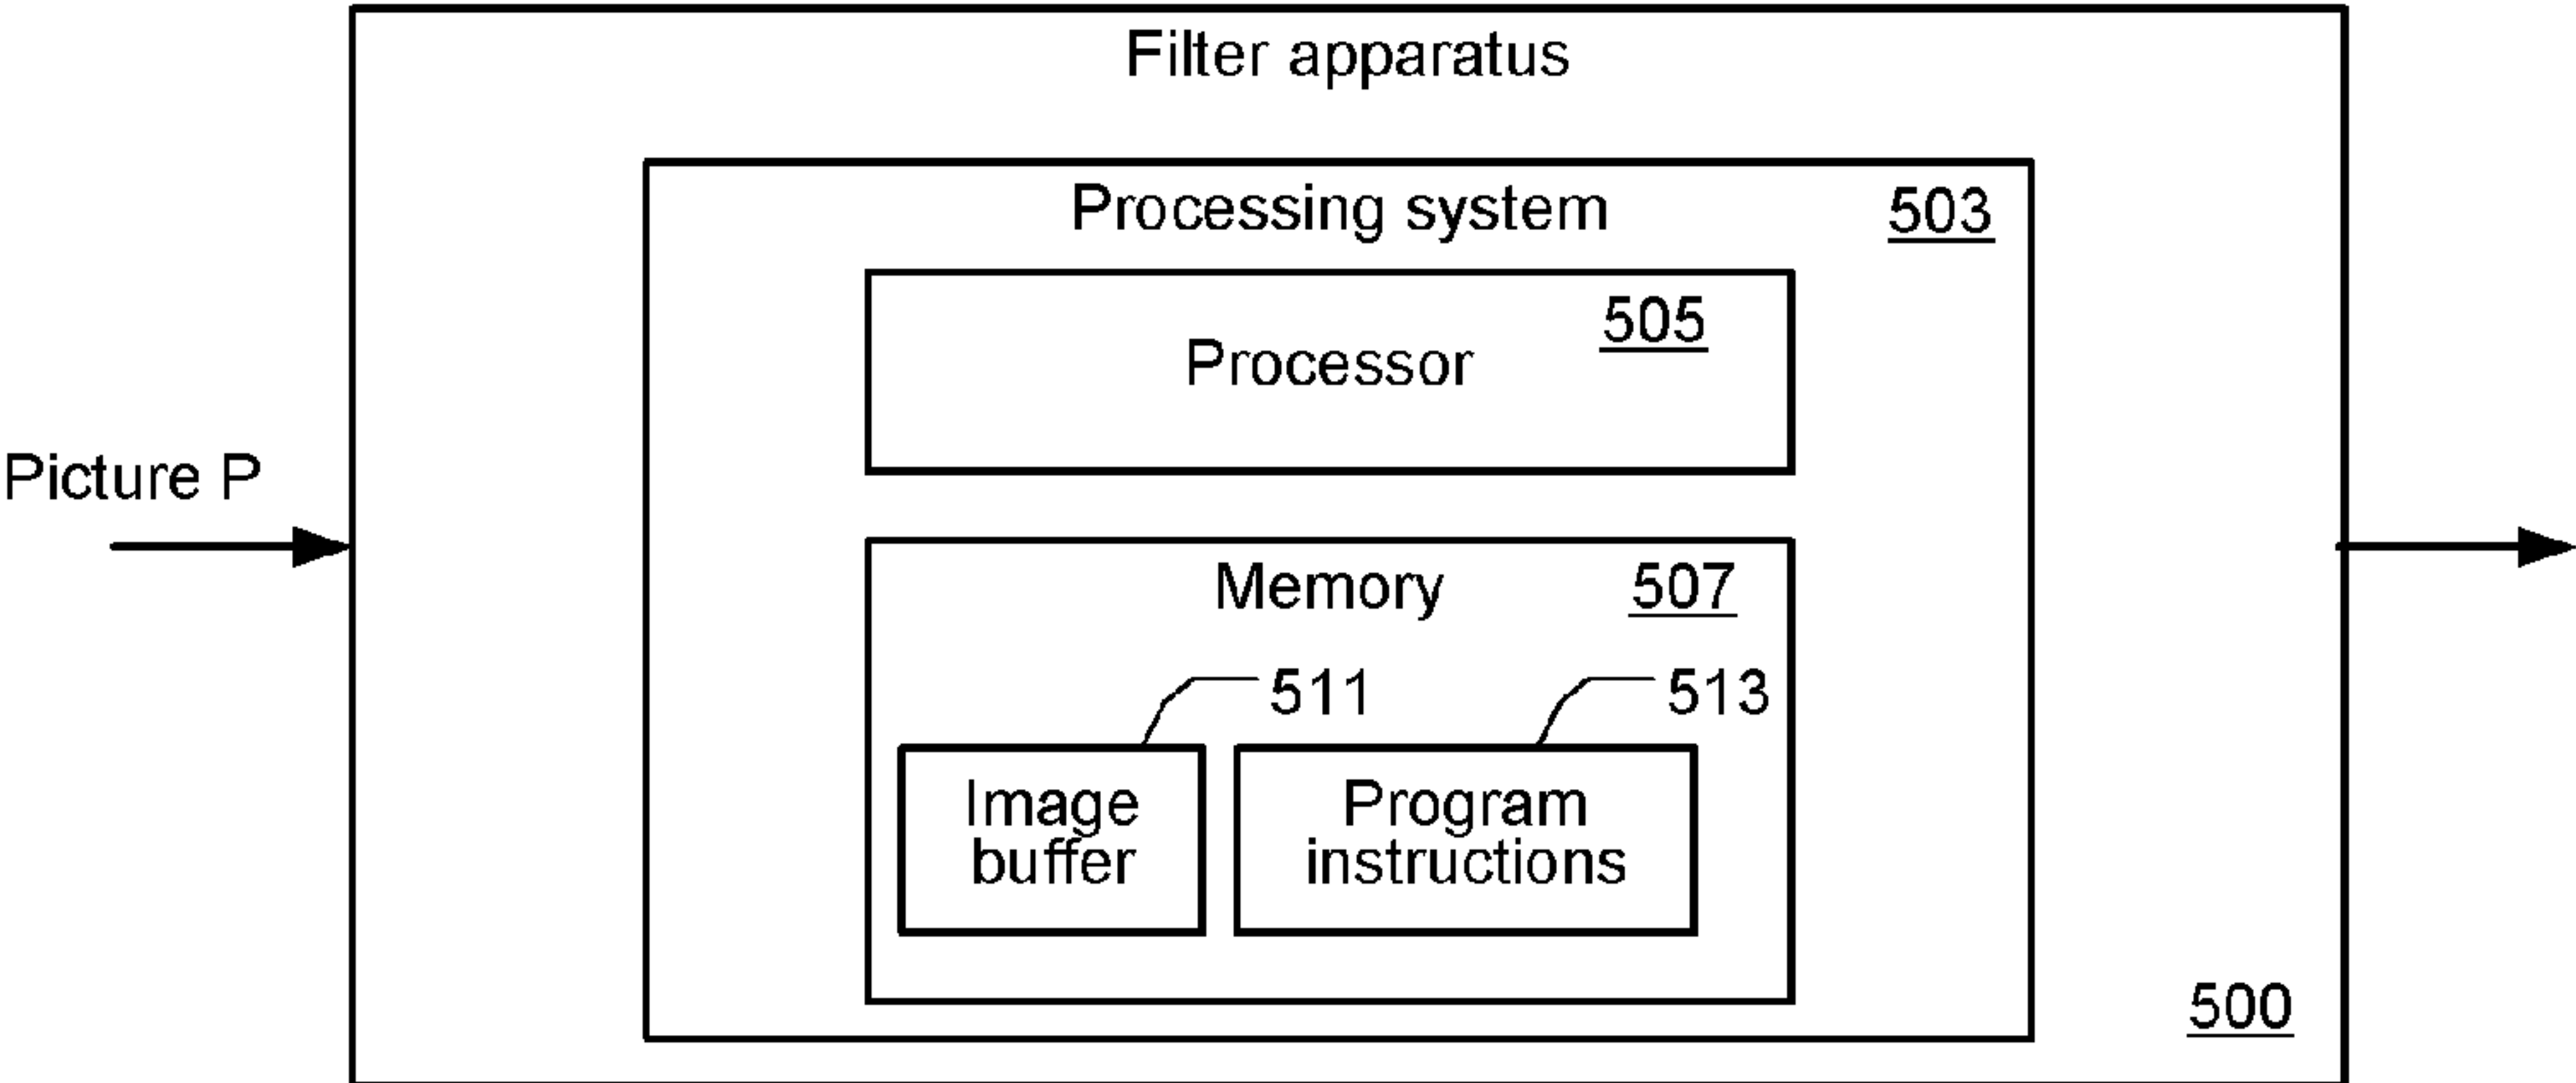 Filter apparatus
Processing system 503
505
Processor
Picture P
Memory 507
511 513
Image buffer
Program instructions
500